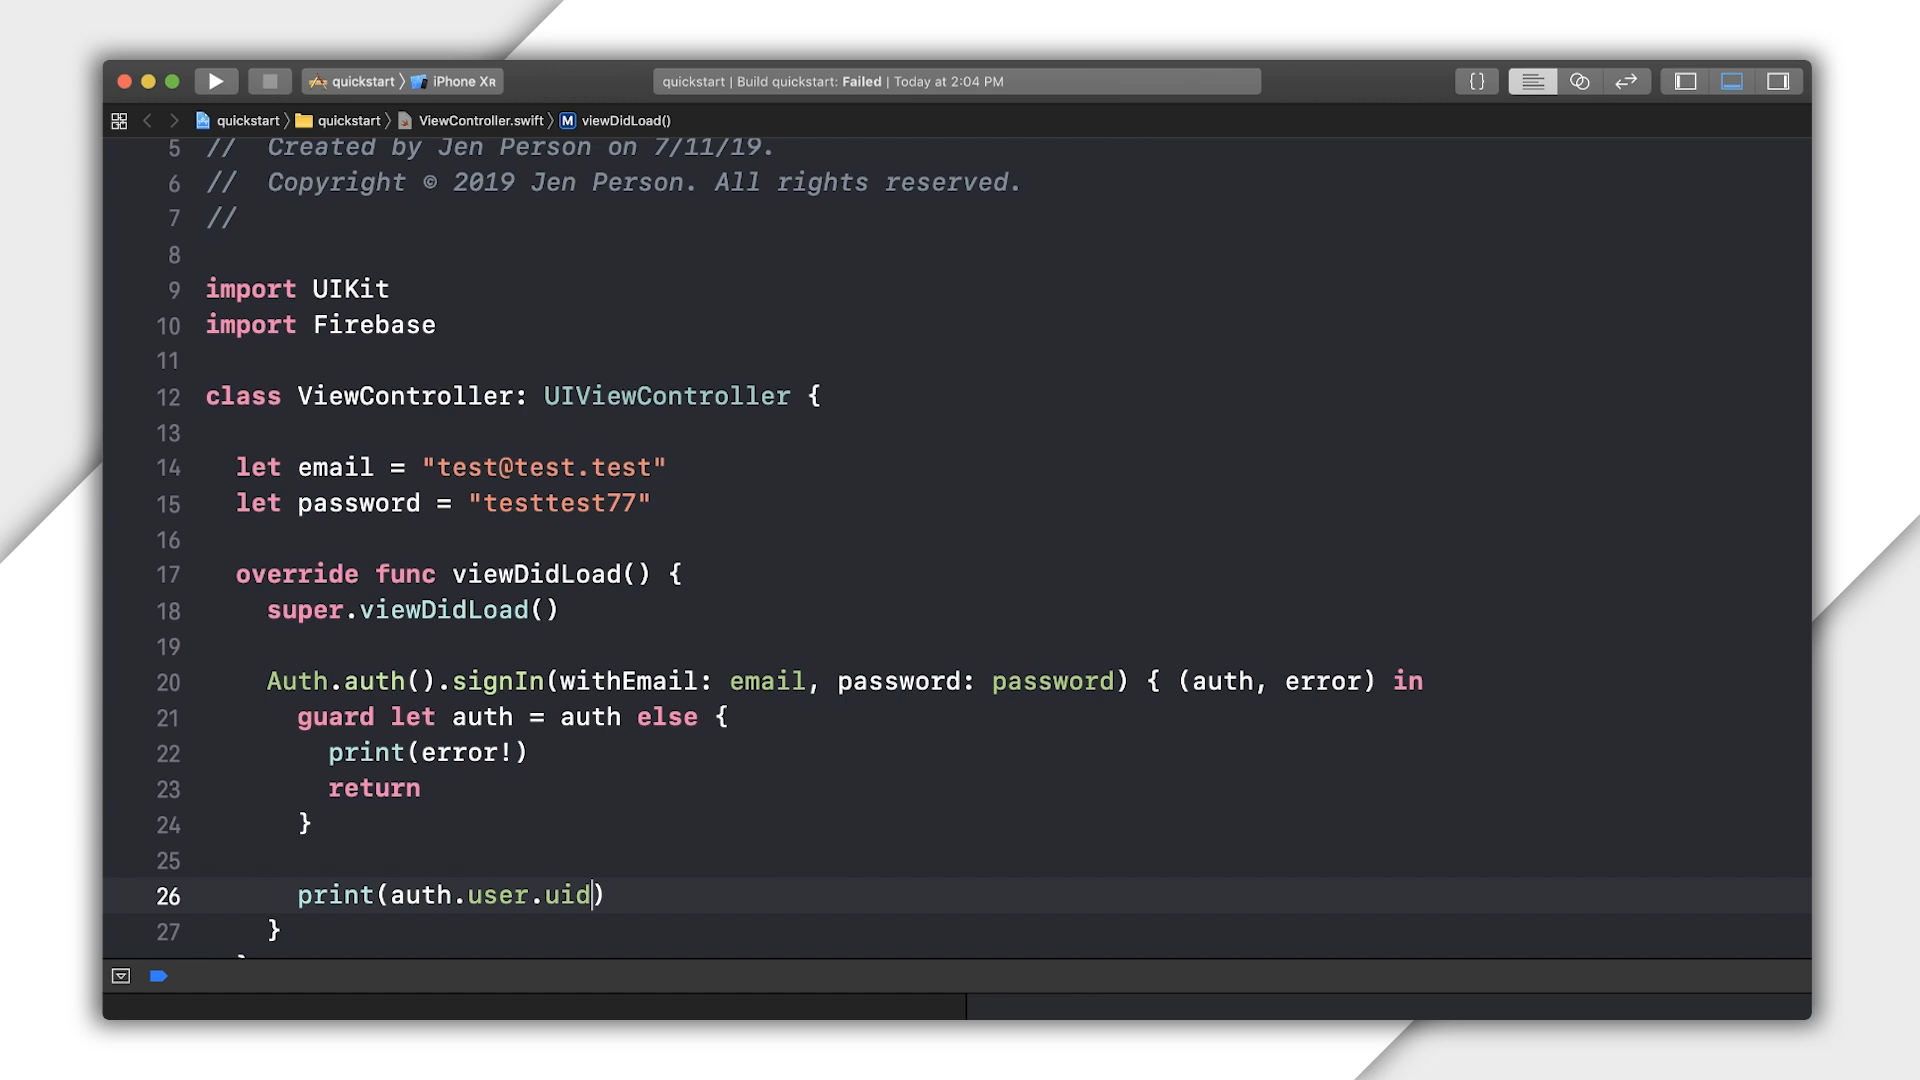 quickstart 〉 iPhone XR
quickstart | Build quickstart: Failed | Today at 2:04 PM
{}
quickstart 〉 quickstart 〉 ViewController.swift 〉 M viewDidLoad()
5 //  Created by Jen Person on 7/11/19.
6 //  Copyright © 2019 Jen Person. All rights reserved.
7 //
8
9 import UIKit
10 import Firebase
11
12 class ViewController: UIViewController {
13
14   let email = "test@test.test"
15   let password = "testtest77"
16
17   override func viewDidLoad() {
18     super.viewDidLoad()
19
20     Auth.auth().signIn(withEmail: email, password: password) { (auth, error) in
21       guard let auth = auth else {
22         print(error!)
23         return
24       }
25
26       print(auth.user.uid)
27     }